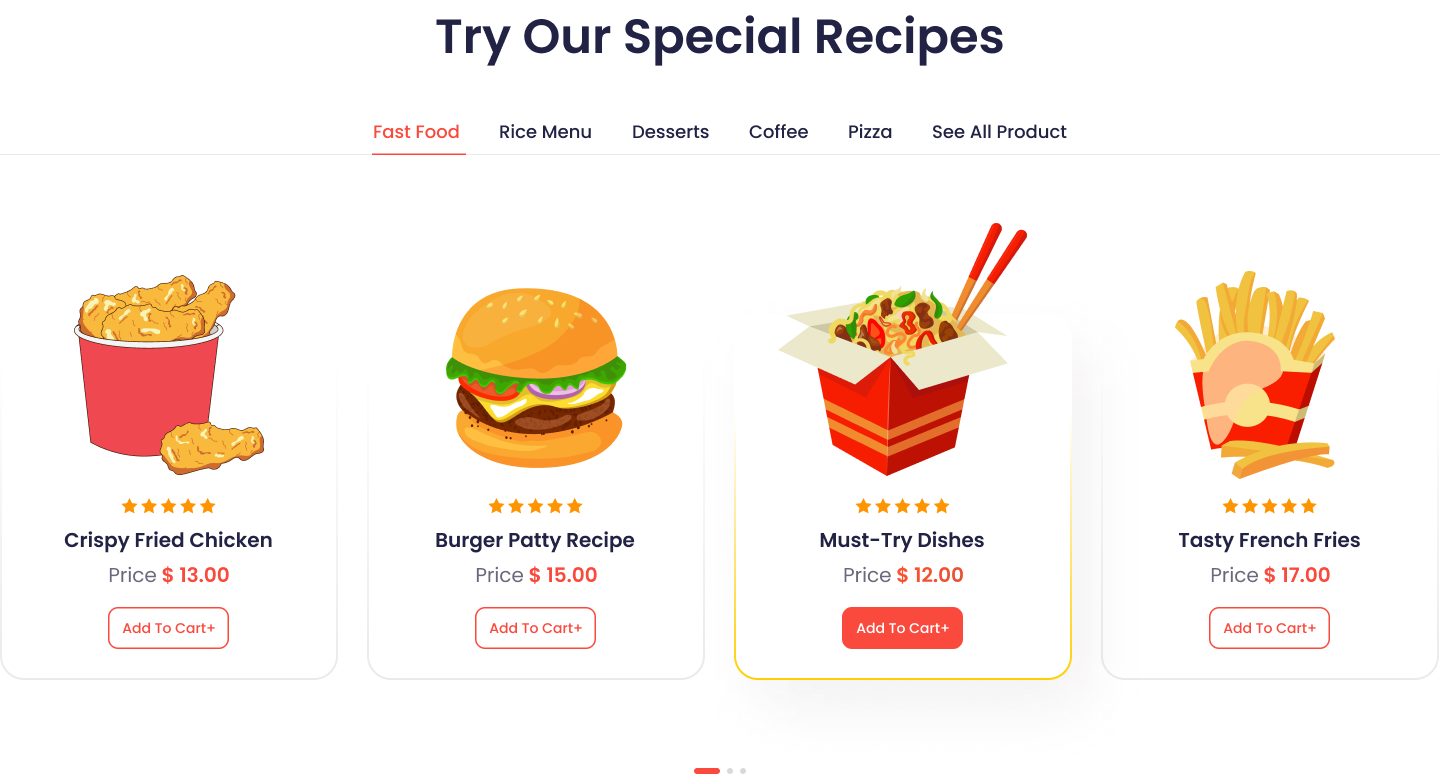 Try Our Special Recipes
Fast Food Rice Menu Desserts Coffee Pizza See All Product
Crispy Fried Chicken
Price $ 13.00
Add To Cart+
Burger Patty Recipe
Price $ 15.00
Add To Cart+
Must-Try Dishes
Price $ 12.00
Add To Cart+
Tasty French Fries
Price $ 17.00
Add To Cart+